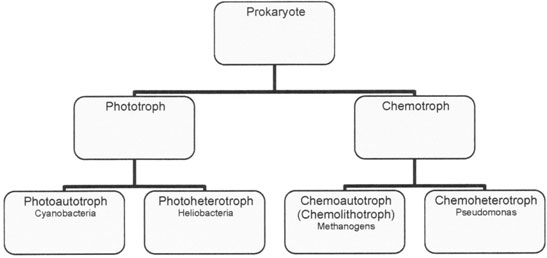 Prokaryote
Phototroph
Chemotroph
Photoautotroph
Cyanobacteria
Photoheterotroph
Heliobacteria
Chemoautotroph
(Chemolithotroph)
Methanogens
Chemoheterotroph
Pseudomonas